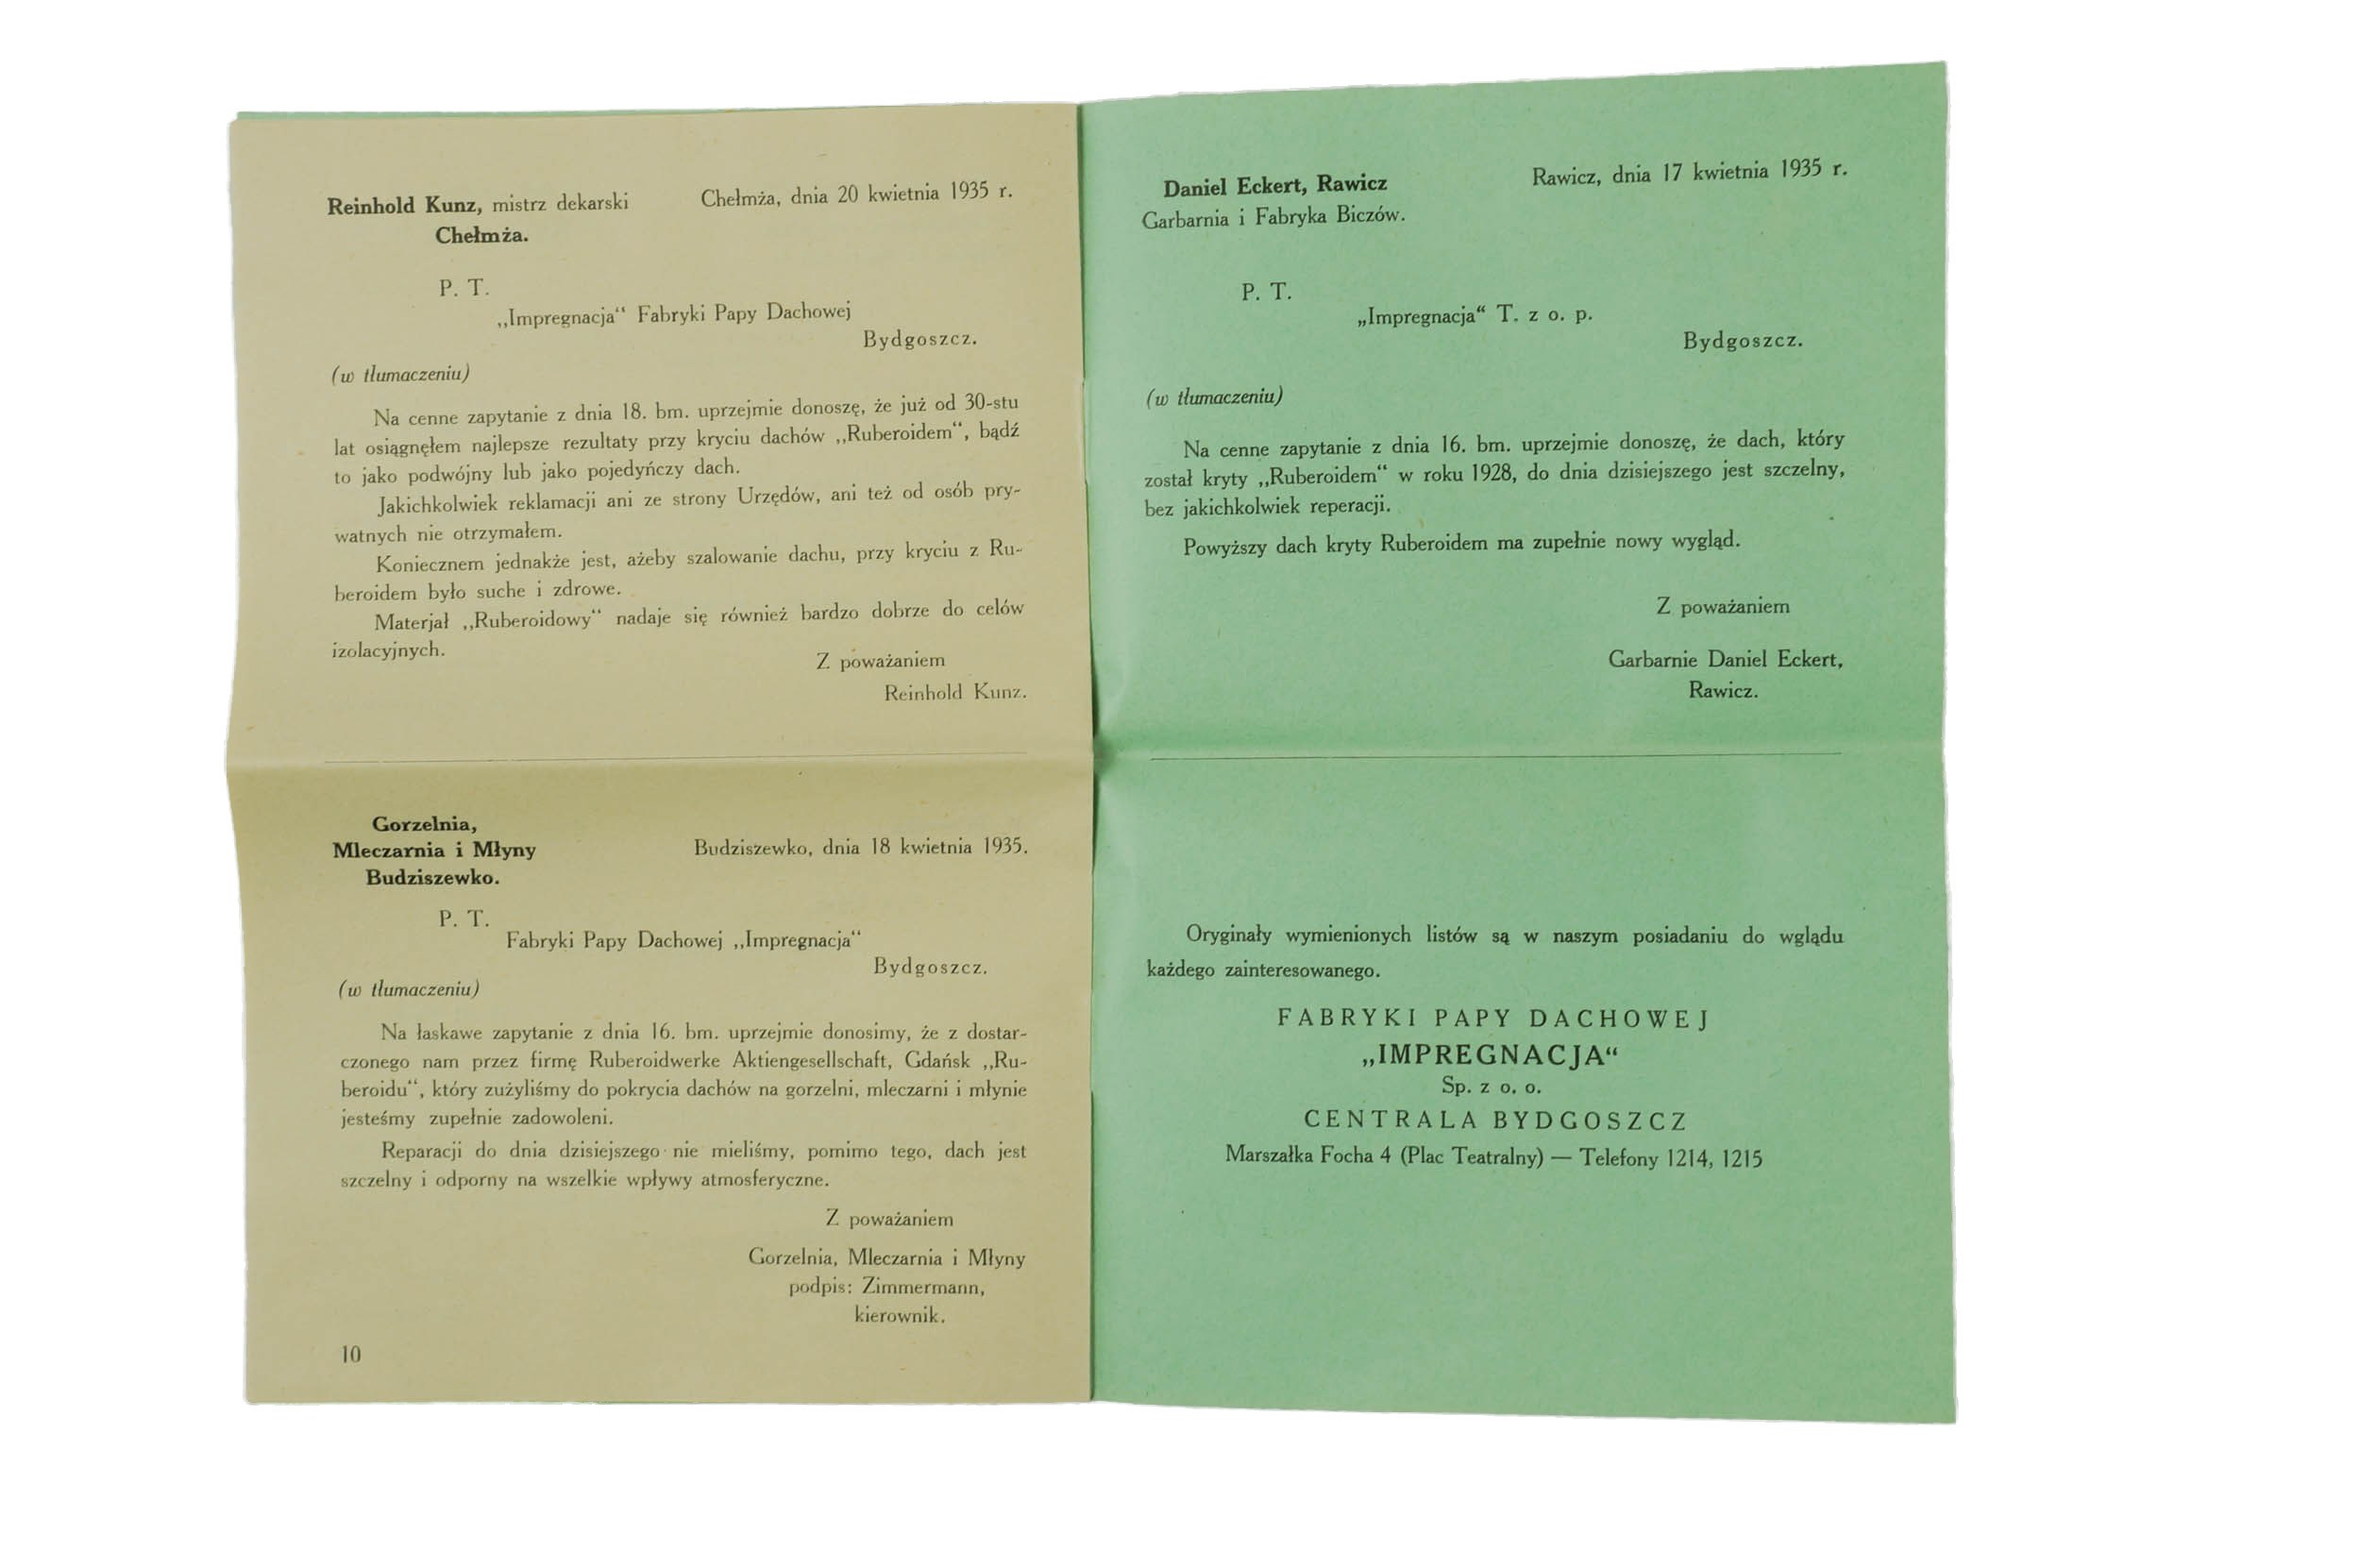 Reinhold Kunz, mistrz dekarski
Chełmża.
Chełmża, dnia 20 kwietnia 1935 r.
P. T.
,,Impregnacja“ Fabryki Papy Dachowej
Bydgoszcz.
(w tłumaczeniu)
Na cenne zapytanie z dnia 18. bm. uprzejmie donoszę, że już od 30-stu
lat osiągnęłem najlepsze rezultaty przy kryciu dachów ,,Ruberoidem“, bądź
to jako podwójny lub jako pojedyńczy dach.
Jakichkolwiek reklamacji ani ze strony Urzędów, ani też od osób pry-
watnych nie otrzymałem.
Koniecznem jednakże jest, ażeby szalowanie dachu, przy kryciu z Ru-
beroidem było suche i zdrowe.
Materjał ,,Ruberoidowy“ nadaje się również bardzo dobrze do celów
izolacyjnych.
Z poważaniem
Reinhold Kunz.
Gorzelnia,
Mleczarnia i Młyny
Budziszewko.
Budziszewko, dnia 18 kwietnia 1935.
P. T.
Fabryki Papy Dachowej ,,Impregnacja“
Bydgoszcz.
(w tłumaczeniu)
Na łaskawe zapytanie z dnia 16. bm. uprzejmie donosimy, że z dostar-
czonego nam przez firmę Ruberoidwerke Aktiengesellschaft, Gdańsk ,,Ru-
beroidu“, który zużyliśmy do pokrycia dachów na gorzelni, mleczarni i młynie
jesteśmy zupełnie zadowoleni.
Reparacji do dnia dzisiejszego nie mieliśmy, pomimo tego, dach jest
szczelny i odporny na wszelkie wpływy atmosferyczne.
Z poważaniem
Gorzelnia, Mleczarnia i Młyny
podpis: Zimmermann,
kierownik.
10
Daniel Eckert, Rawicz
Garbarnia i Fabryka Biczów.
Rawicz, dnia 17 kwietnia 1935 r.
P. T.
„Impregnacja“ T. z o. p.
Bydgoszcz.
(w tłumaczeniu)
Na cenne zapytanie z dnia 16. bm. uprzejmie donoszę, że dach, który
został kryty ,,Ruberoidem“ w roku 1928, do dnia dzisiejszego jest szczelny,
bez jakichkolwiek reperacji.
Powyższy dach kryty Ruberoidem ma zupełnie nowy wygląd.
Z poważaniem
Garbarnie Daniel Eckert,
Rawicz.
Oryginały wymienionych listów są w naszym posiadaniu do wglądu
każdego zainteresowanego.
FABRYKI PAPY DACHOWEJ
„IMPREGNACJA“
Sp. z o. o.
CENTRALA BYDGOSZCZ
Marszałka Focha 4 (Plac Teatralny) — Telefony 1214, 1215